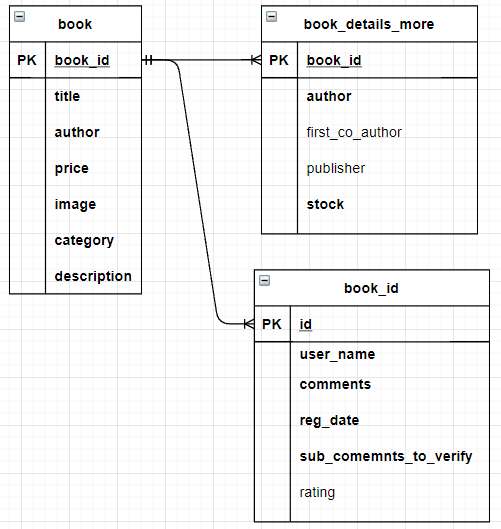 book
PK book_id
title
author
price
image
category
description
book_details_more
PK book_id
author
first_co_author
publisher
stock
book_id
PK id
user_name
comments
reg_date
sub_comemnts_to_verify
rating